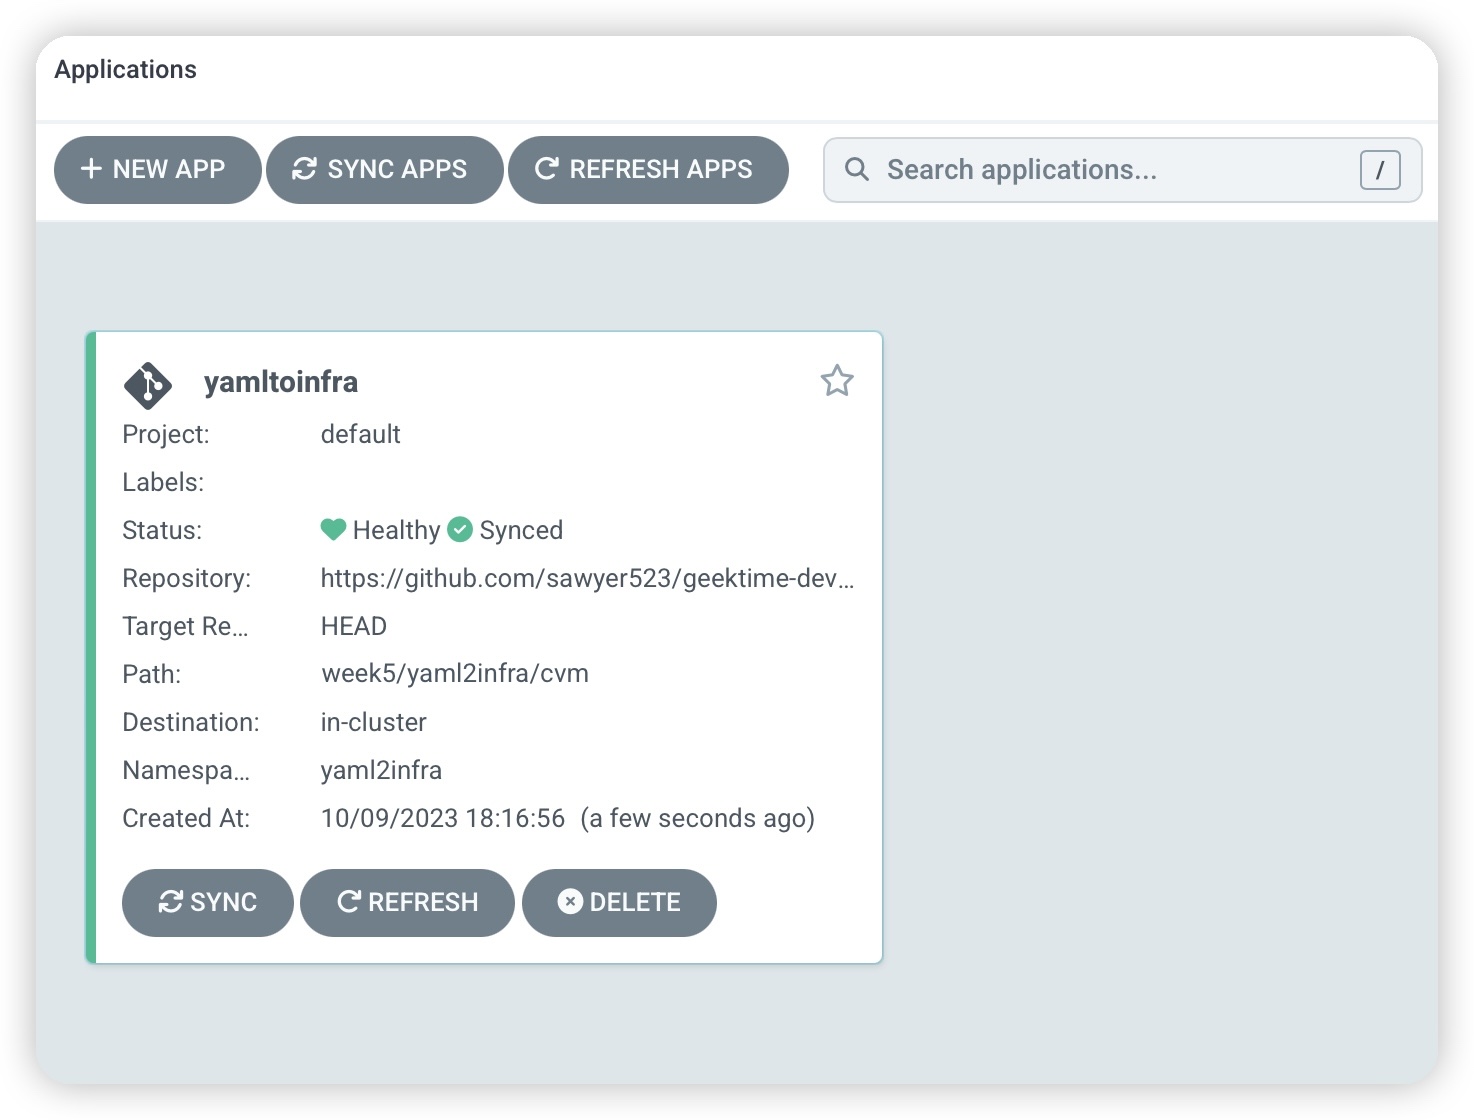 Applications
NEW APP SYNC APPS REFRESH APPS Search applications... /
yamltoinfra
Project: default
Labels:
Status: Healthy Synced
Repository: https://github.com/sawyer523/geektime-dev...
Target Re... HEAD
Path: week5/yaml2infra/cvm
Destination: in-cluster
Namespa... yaml2infra
Created At: 10/09/2023 18:16:56 (a few seconds ago)
SYNC REFRESH DELETE